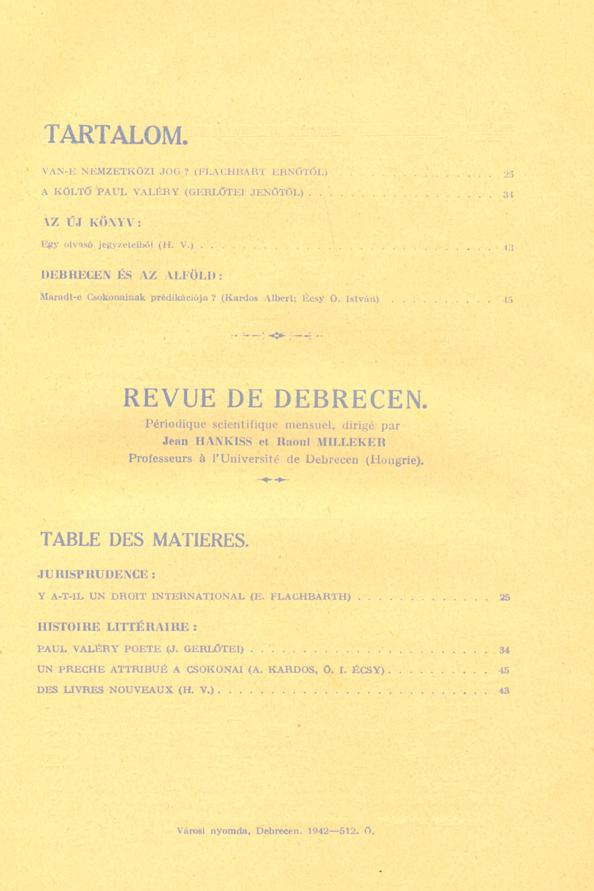 TARTALOM.
VAN-E NEMZETKÖZI JOG? (FLACHBART ERNŐTŐL) . . . . . . . . . . . . 25
A KÖLTŐ PAUL VALÉRY (GERLŐTEI JENŐTŐL) . . . . . . . . . . . . . . 34
AZ ÚJ KÖNYV:
Egy olvasó jegyzeteiből (H. V.) . . . . . . . . . . . . . . . . . . . . . . 43
DEBRECEN ÉS AZ ALFÖLD:
Maradt-e Csokonainak prédikációja? (Kardos Albert; Écsy Ö. István) . . . . . . . . 45
REVUE DE DEBRECEN.
Périodique scientifique mensuel, dirigé par
Jean HANKISS et Raoul MILLEKER
Professeurs à l'Université de Debrecen (Hongrie).
TABLE DES MATIERES.
JURISPRUDENCE:
Y A-T-IL UN DROIT INTERNATIONAL (E. FLACHBARTH) . . . . . . . . . . . 25
HISTOIRE LITTÉRAIRE:
PAUL VALÉRY POETE (J. GERLŐTEI) . . . . . . . . . . . . . . . . . . . 34
UN PRECHE ATTRIBUÉ A CSOKONAI (A. KARDOS, Ö. I. ÉCSY) . . . . . . . . . 45
DES LIVRES NOUVEAUX (H. V.) . . . . . . . . . . . . . . . . . . . . . . 43
Városi nyomda, Debrecen. 1942—512. Ö.